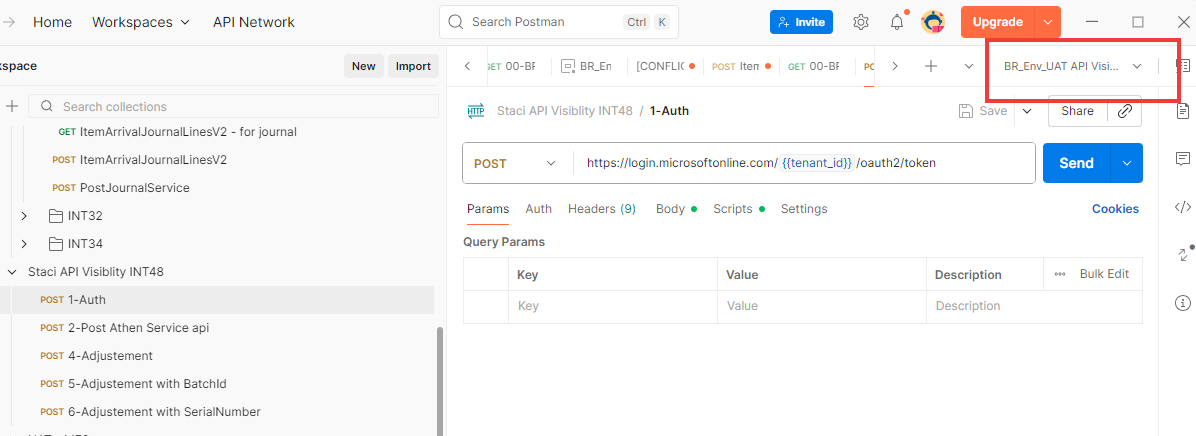 Home Workspaces API Network Search Postman Ctrl K Invite Upgrade
kspace New Import GET 00-BF BR_En [CONFLIC POST Item GET 00-BF PO BR_Env_UAT API Visi...
Search collections
GET ItemArrivalJournalLinesV2 - for journal
POST ItemArrivalJournalLinesV2
POST PostJournalService
INT32
INT34
Staci API Visiblity INT48
POST 1-Auth
POST 2-Post Athen Service api
POST 4-Adjustement
POST 5-Adjustement with BatchId
POST 6-Adjustement with SerialNumber
HTTP Staci API Visiblity INT48 / 1-Auth Save Share
POST https://login.microsoftonline.com/{{tenant_id}}/oauth2/token Send
Params Auth Headers (9) Body Scripts Settings Cookies
Query Params
Key Value Description Bulk Edit
Key Value Description